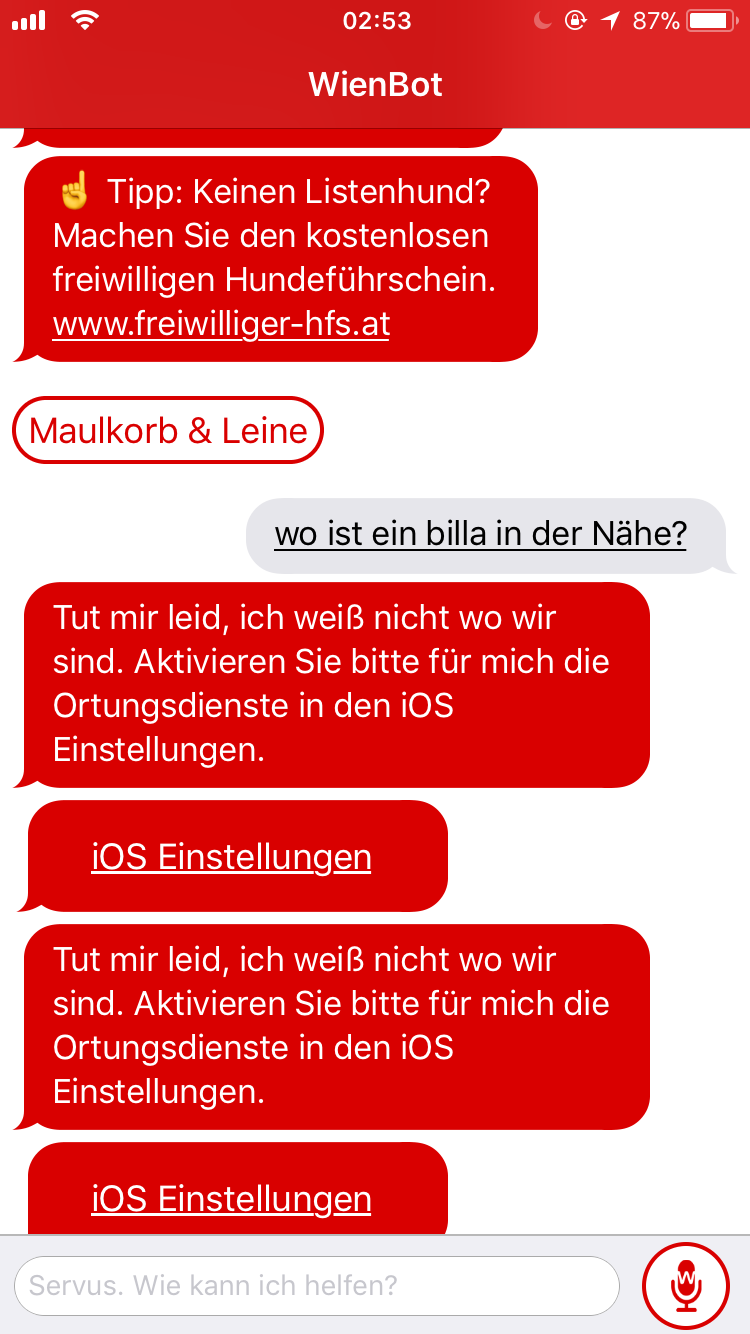 02:53
87%
WienBot
☝️ Tipp: Keinen Listenhund?
Machen Sie den kostenlosen
freiwilligen Hundeführschein.
www.freiwilliger-hfs.at
Maulkorb & Leine
wo ist ein billa in der Nähe?
Tut mir leid, ich weiß nicht wo wir
sind. Aktivieren Sie bitte für mich die
Ortungsdienste in den iOS
Einstellungen.
iOS Einstellungen
Tut mir leid, ich weiß nicht wo wir
sind. Aktivieren Sie bitte für mich die
Ortungsdienste in den iOS
Einstellungen.
iOS Einstellungen
Servus. Wie kann ich helfen?
W